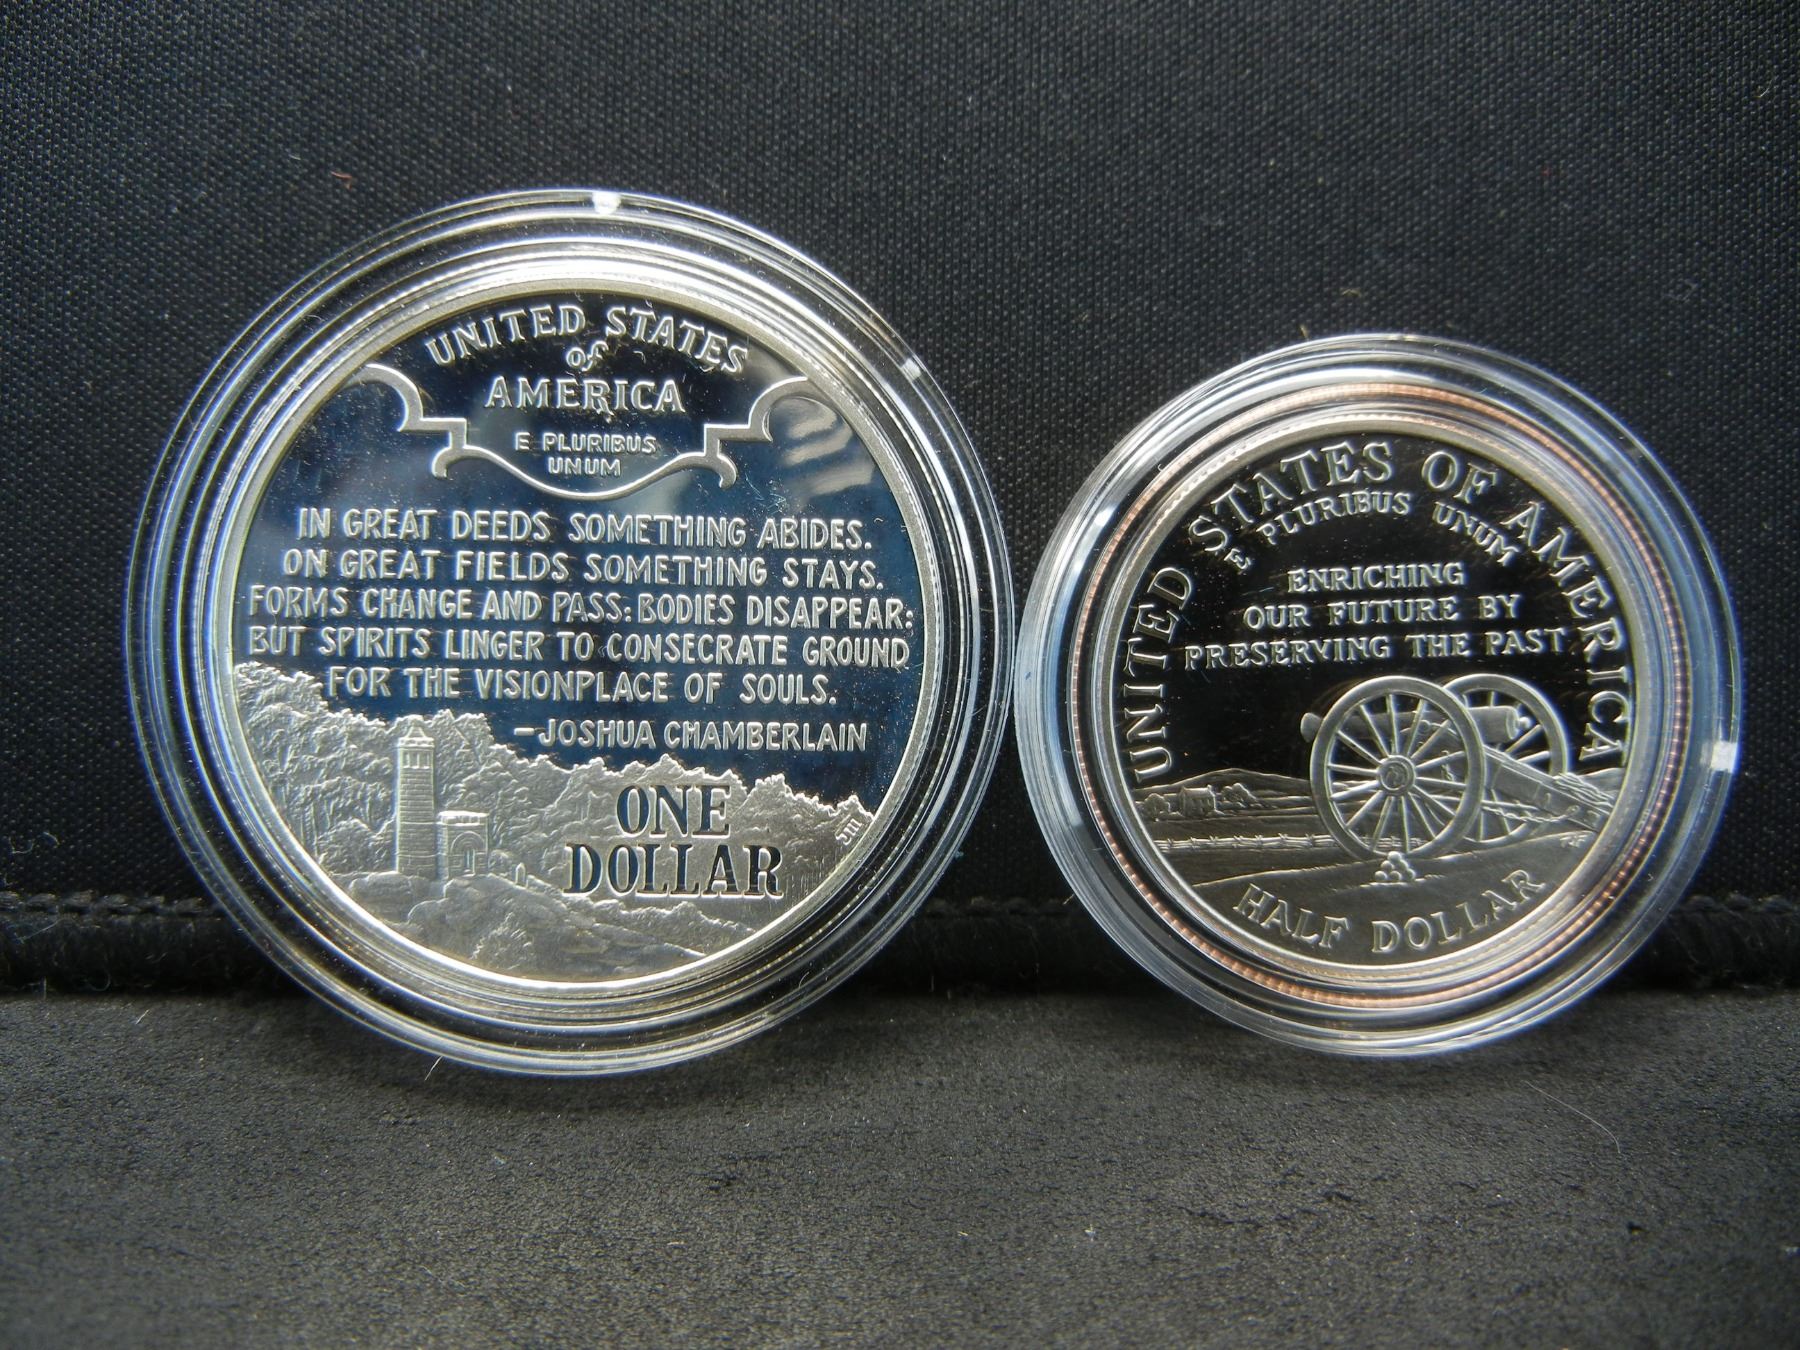 UNITED STATES
of
AMERICA
E PLURIBUS
UNUM
IN GREAT DEEDS SOMETHING ABIDES.
ON GREAT FIELDS SOMETHING STAYS.
FORMS CHANGE AND PASS: BODIES DISAPPEAR:
BUT SPIRITS LINGER TO CONSECRATE GROUND
FOR THE VISIONPLACE OF SOULS.
-JOSHUA CHAMBERLAIN
ONE
DOLLAR
UNITED STATES OF AMERICA
E PLURIBUS UNUM
ENRICHING
OUR FUTURE BY
PRESERVING THE PAST
HALF DOLLAR